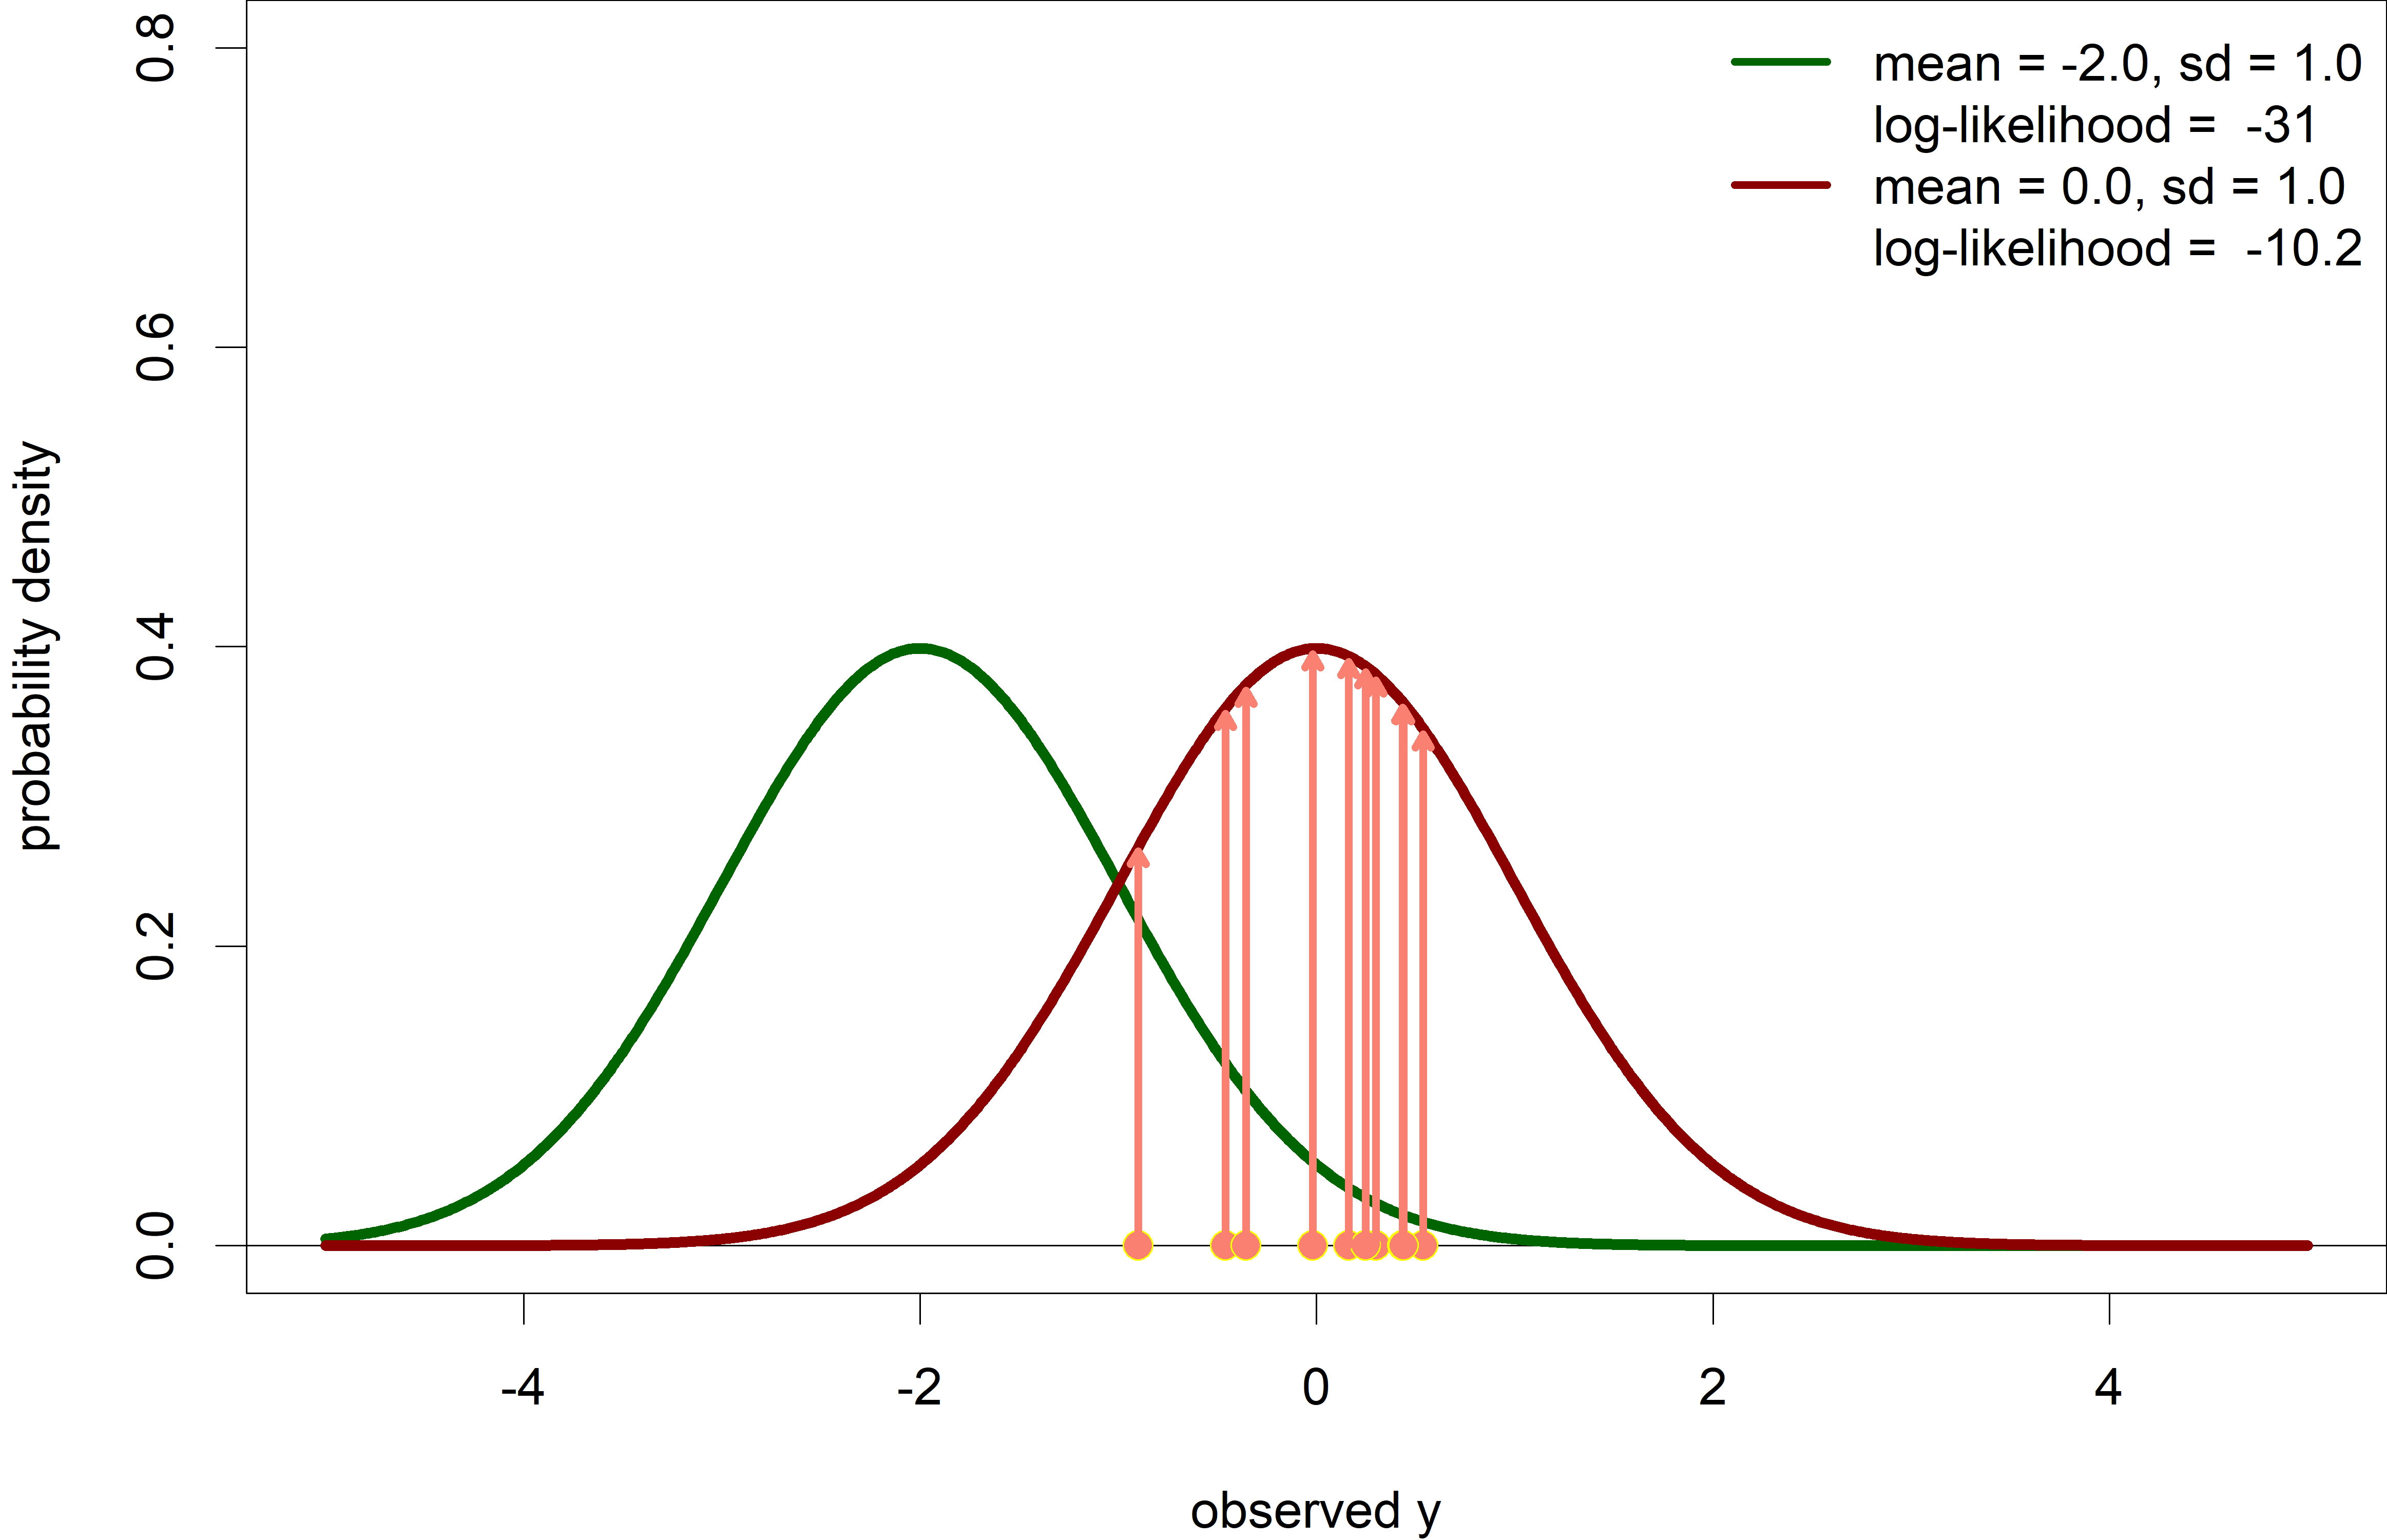 mean = -2.0, sd = 1.0
log-likelihood =  -31
mean = 0.0, sd = 1.0
log-likelihood =  -10.2
probability density
0.8
0.6
0.4
0.2
0.0
-4 -2 0 2 4
observed y